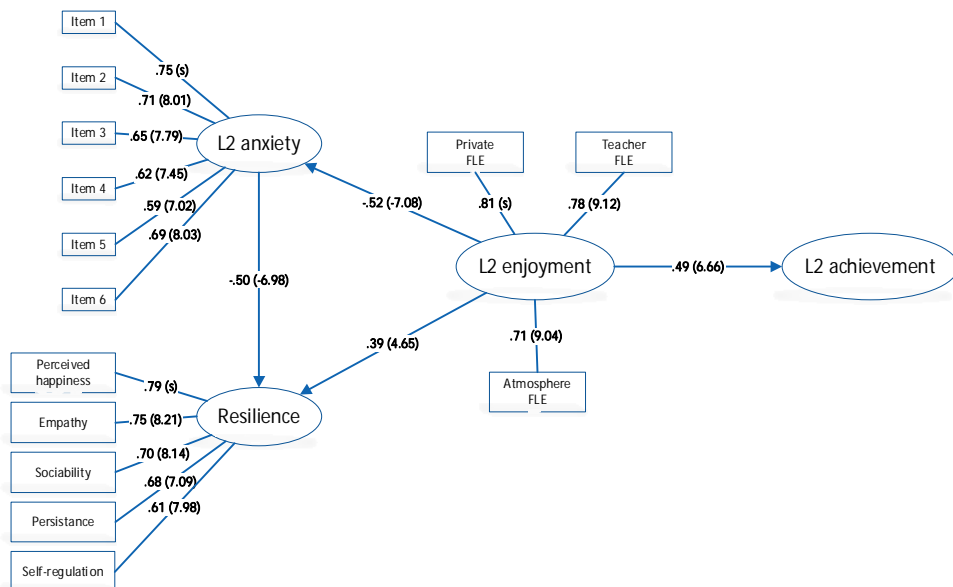 Item 1
.75 (s)
Item 2
.71 (8.01)
Item 3
.65 (7.79)
L2 anxiety
Private
FLE
Teacher
FLE
Item 4
.62 (7.45)
.59 (7.02)
-.52 (-7.08)
.81 (s)
.78 (9.12)
.69 (8.03)
Item 5
L2 enjoyment
.49 (6.66)
L2 achievement
-.50 (-6.98)
Item 6
.39 (4.65)
.71 (9.04)
Perceived
happiness
.79 (s)
Atmosphere
FLE
Empathy
.75 (8.21)
Resilience
.70 (8.14)
Sociability
.68 (7.09)
.61 (7.98)
Persistance
Self-regulation